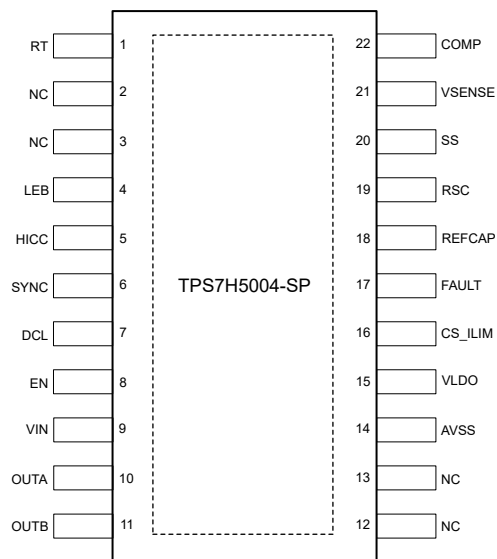 RT 1 22 COMP
NC 2 21 VSENSE
NC 3 20 SS
LEB 4 19 RSC
HICC 5 18 REFCAP
SYNC 6 TPS7H5004-SP 17 FAULT
DCL 7 16 CS_ILIM
EN 8 15 VLDO
VIN 9 14 AVSS
OUTA 10 13 NC
OUTB 11 12 NC